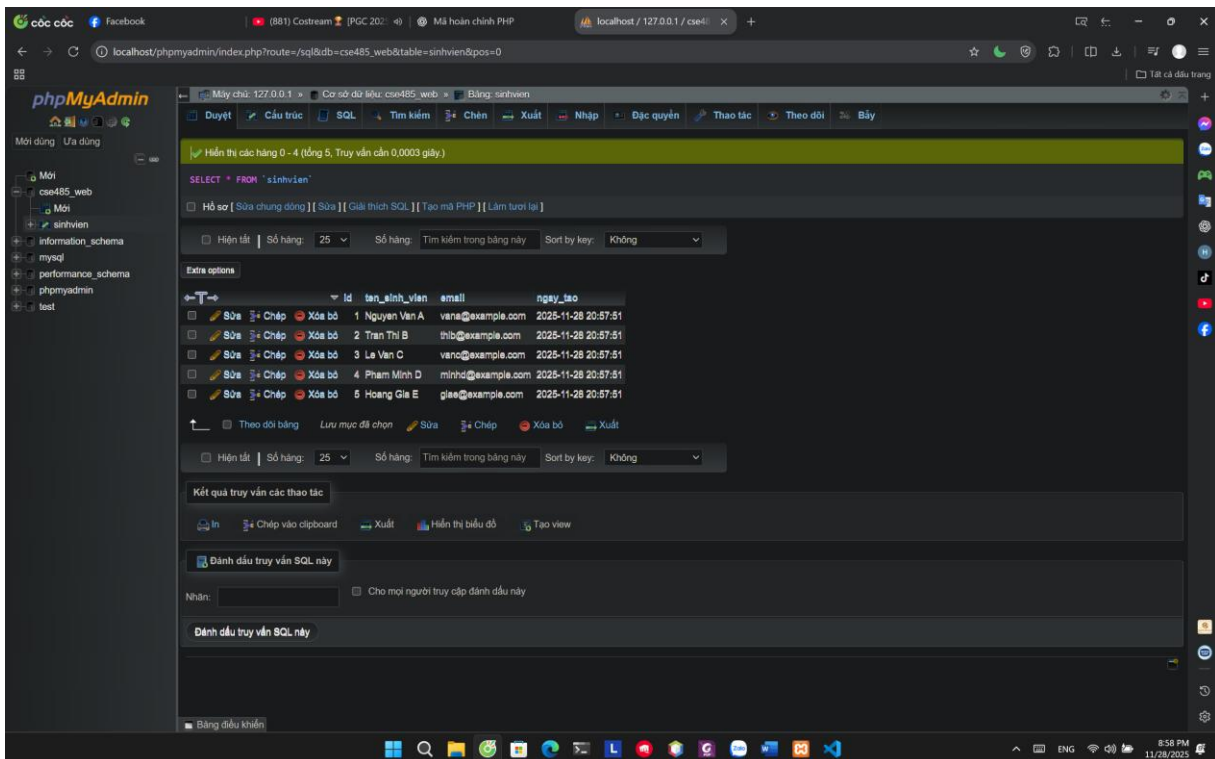 cốc cốc Facebook (881) Costream [PGC 202 Mã hoàn chỉnh PHP localhost / 127.0.0.1 / cse48
localhost/phpmyadmin/index.php?route=/sql&db=cse485_web&table=sinhvien&pos=0
Tất cả dấu trang
phpMyAdmin
Mới dùng Ưa dùng
Mới
cse485_web
Mới
sinhvien
information_schema
mysql
performance_schema
phpmyadmin
test
Máy chủ: 127.0.0.1 » Cơ sở dữ liệu: cse485_web » Bảng: sinhvien
Duyệt Cấu trúc SQL Tìm kiếm Chèn Xuất Nhập Đặc quyền Thao tác Theo dõi Bẫy
Hiển thị các hàng 0 - 4 (tổng 5, Truy vấn cần 0,0003 giây.)
SELECT * FROM `sinhvien`
Hồ sơ [ Sửa chung dòng ] [ Sửa ] [ Giải thích SQL ] [ Tạo mã PHP ] [ Làm tươi lại ]
Hiện tất | Số hàng: 25 Số hàng: Tìm kiếm trong bảng này Sort by key: Không
Extra options
←T→ id ten_sinh_vien email ngay_tao
Sửa Chép Xóa bỏ 1 Nguyen Van A vana@example.com 2025-11-28 20:57:51
Sửa Chép Xóa bỏ 2 Tran Thi B thib@example.com 2025-11-28 20:57:51
Sửa Chép Xóa bỏ 3 Le Van C vanc@example.com 2025-11-28 20:57:51
Sửa Chép Xóa bỏ 4 Pham Minh D minhd@example.com 2025-11-28 20:57:51
Sửa Chép Xóa bỏ 5 Hoang Gia E giae@example.com 2025-11-28 20:57:51
Theo dõi bảng Lưu mục đã chọn Sửa Chép Xóa bỏ Xuất
Hiện tất | Số hàng: 25 Số hàng: Tìm kiếm trong bảng này Sort by key: Không
Kết quả truy vấn các thao tác
In Chép vào clipboard Xuất Hiển thị biểu đồ Tạo view
Đánh dấu truy vấn SQL này
Nhãn: Cho mọi người truy cập đánh dấu này
Đánh dấu truy vấn SQL này
Bảng điều khiển
ENG 8:58 PM
11/28/2025